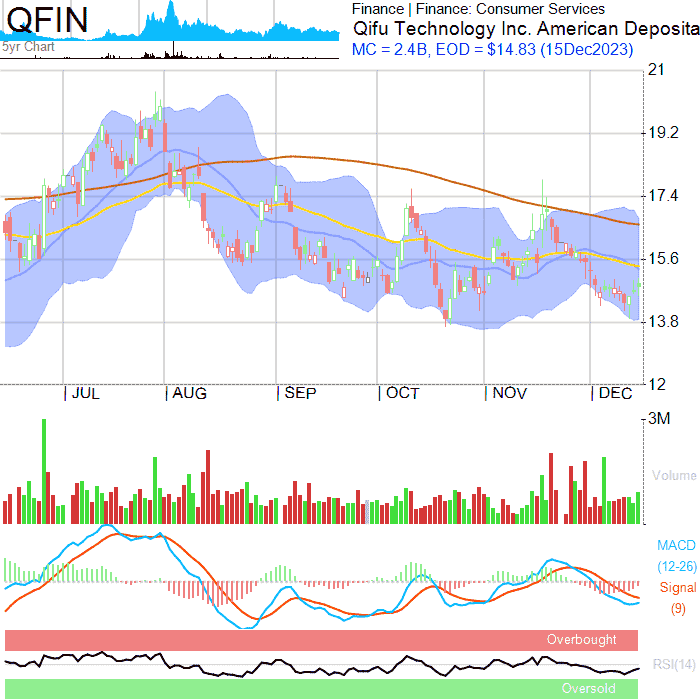 QFIN
5yr Chart
Finance | Finance: Consumer Services
Qifu Technology Inc. American Deposita
MC = 2.4B, EOD = $14.83 (15Dec2023)
21
19.2
17.4
15.6
13.8
12
JUL AUG SEP OCT NOV DEC
3M
Volume
MACD
(12-26)
Signal
(9)
Overbought
RSI(14)
Oversold